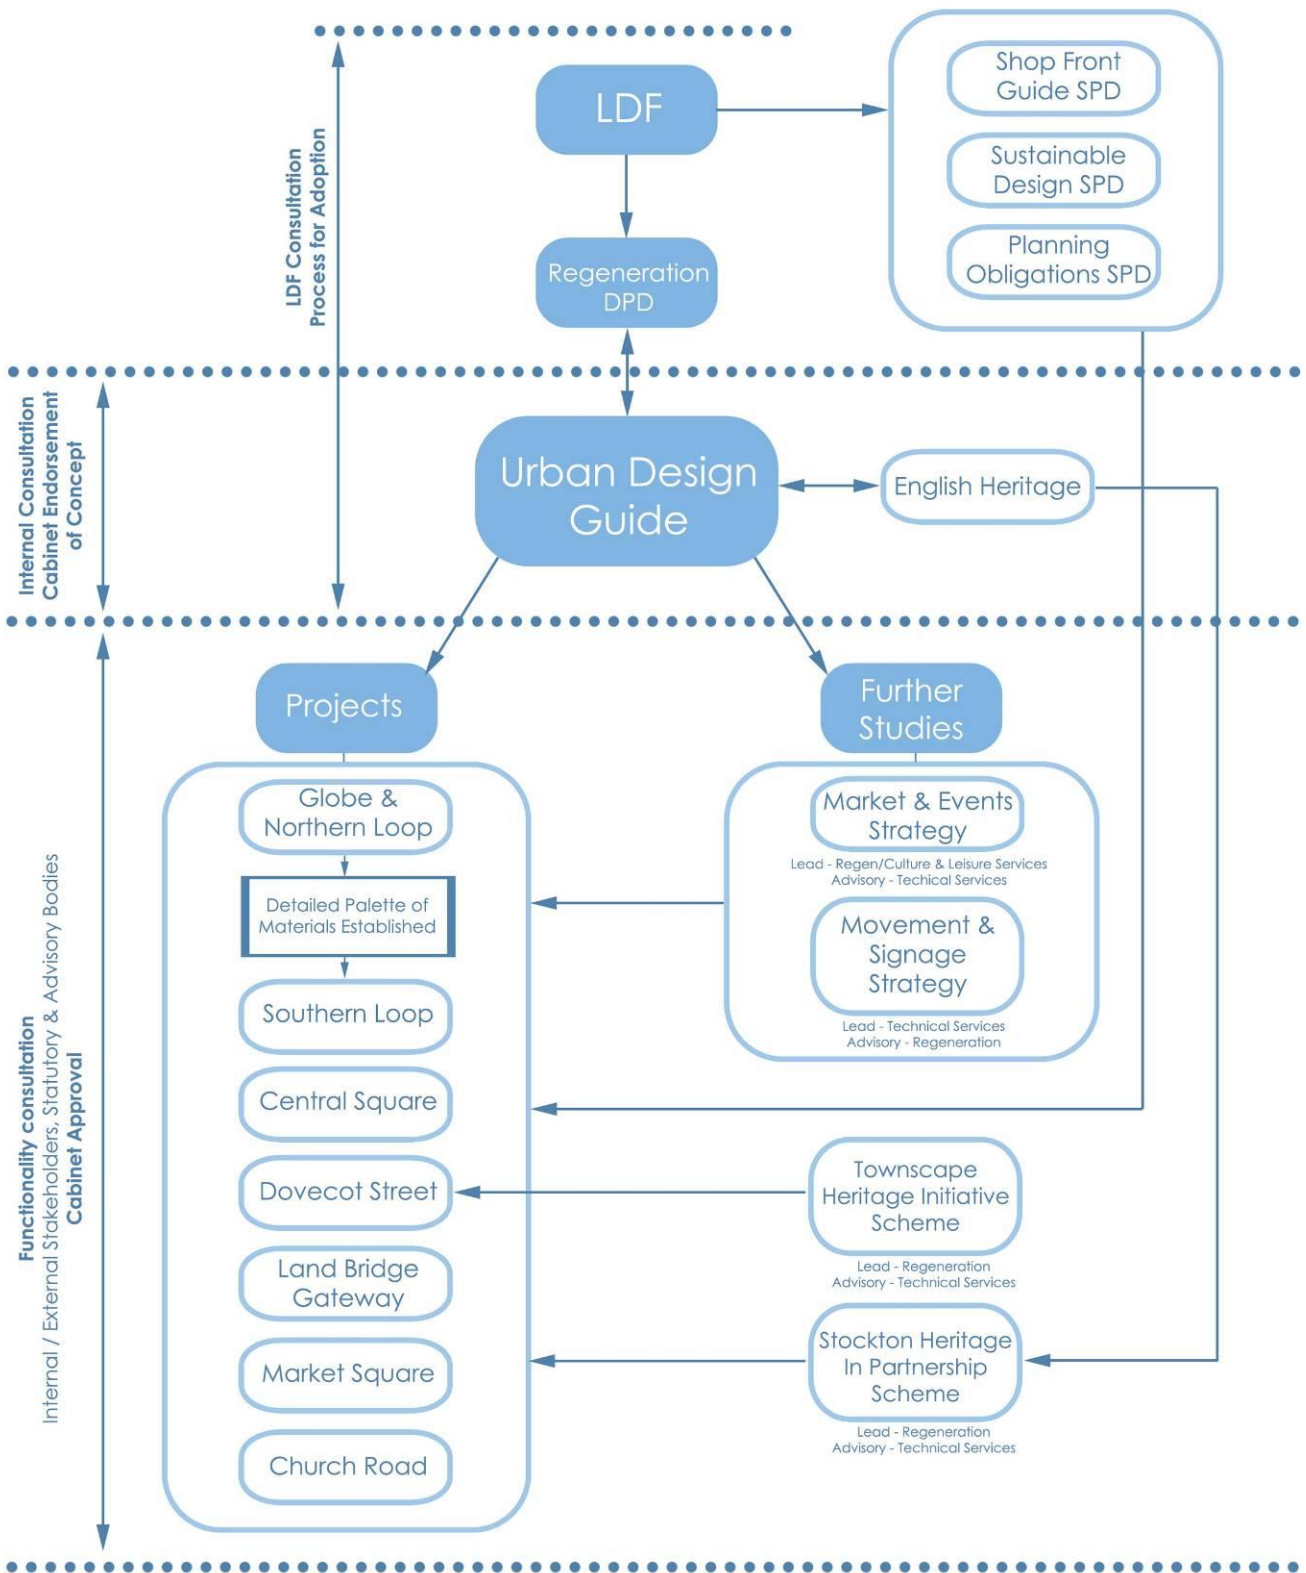 LDF
Shop Front
Guide SPD
Sustainable
Design SPD
Planning
Obligations SPD
LDF Consultation
Process for Adoption
Regeneration
DPD
Internal Consultation
Cabinet Endorsement
of Concept
Urban Design
Guide
English Heritage
Functionality consultation
Internal / External Stakeholders, Statutory & Advisory Bodies
Cabinet Approval
Projects
Globe &
Northern Loop
Detailed Palette of
Materials Established
Southern Loop
Central Square
Dovecot Street
Land Bridge
Gateway
Market Square
Church Road
Further
Studies
Market & Events
Strategy
Lead - Regen/Culture & Leisure Services
Advisory - Techical Services
Movement &
Signage
Strategy
Lead - Technical Services
Advisory - Regeneration
Townscape
Heritage Initiative
Scheme
Lead - Regeneration
Advisory - Technical Services
Stockton Heritage
In Partnership
Scheme
Lead - Regeneration
Advisory - Technical Services